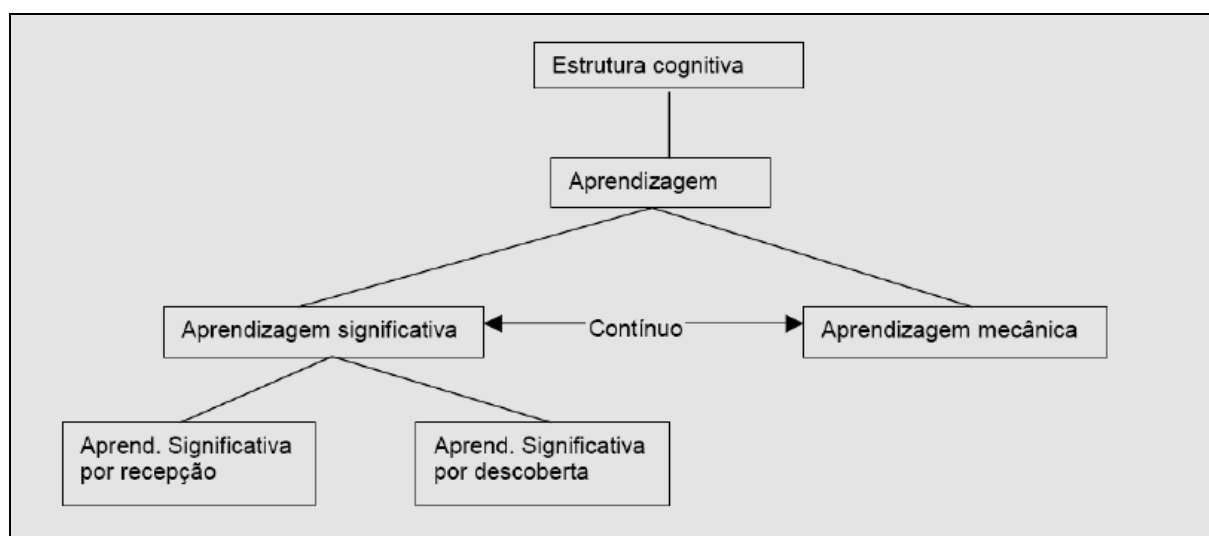 Estrutura cognitiva
Aprendizagem
Aprendizagem significativa
Contínuo
Aprendizagem mecânica
Aprend. Significativa
por recepção
Aprend. Significativa
por descoberta